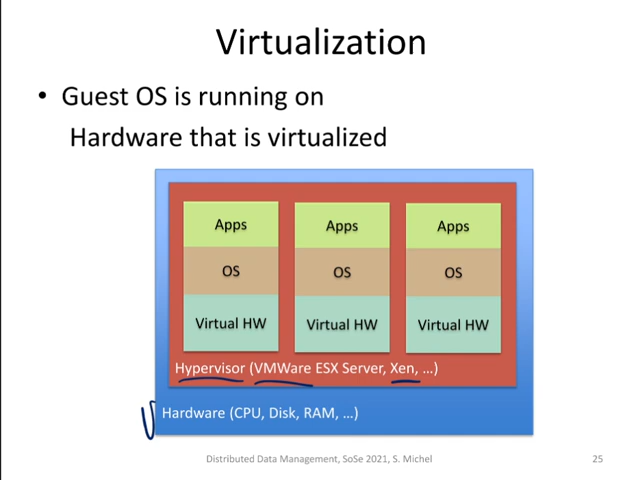 Virtualization
• Guest OS is running on
Hardware that is virtualized
Apps Apps Apps
OS OS OS
Virtual HW Virtual HW Virtual HW
Hypervisor (VMWare ESX Server, Xen, …)
Hardware (CPU, Disk, RAM, …)
Distributed Data Management, SoSe 2021, S. Michel 25